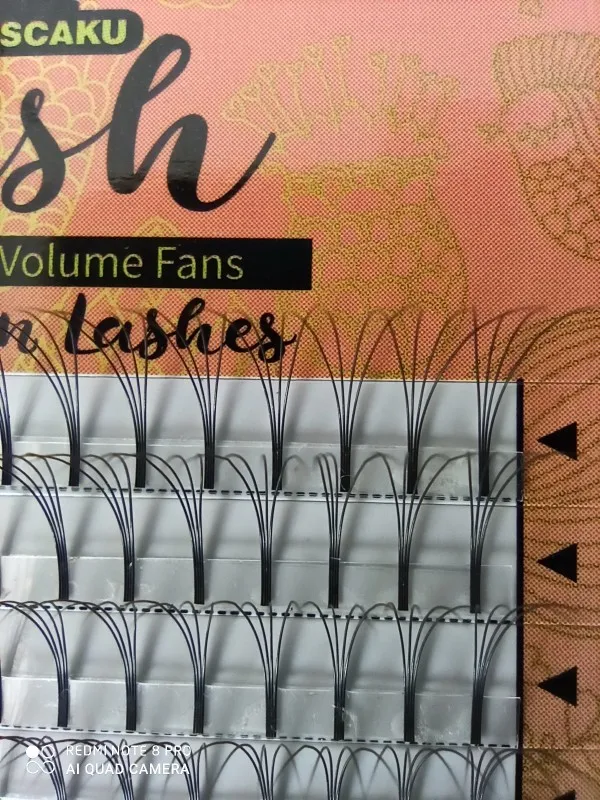 SCAKU
sh
Volume Fans
n Lashes
REDMI NOTE 8 PRO
AI QUAD CAMERA